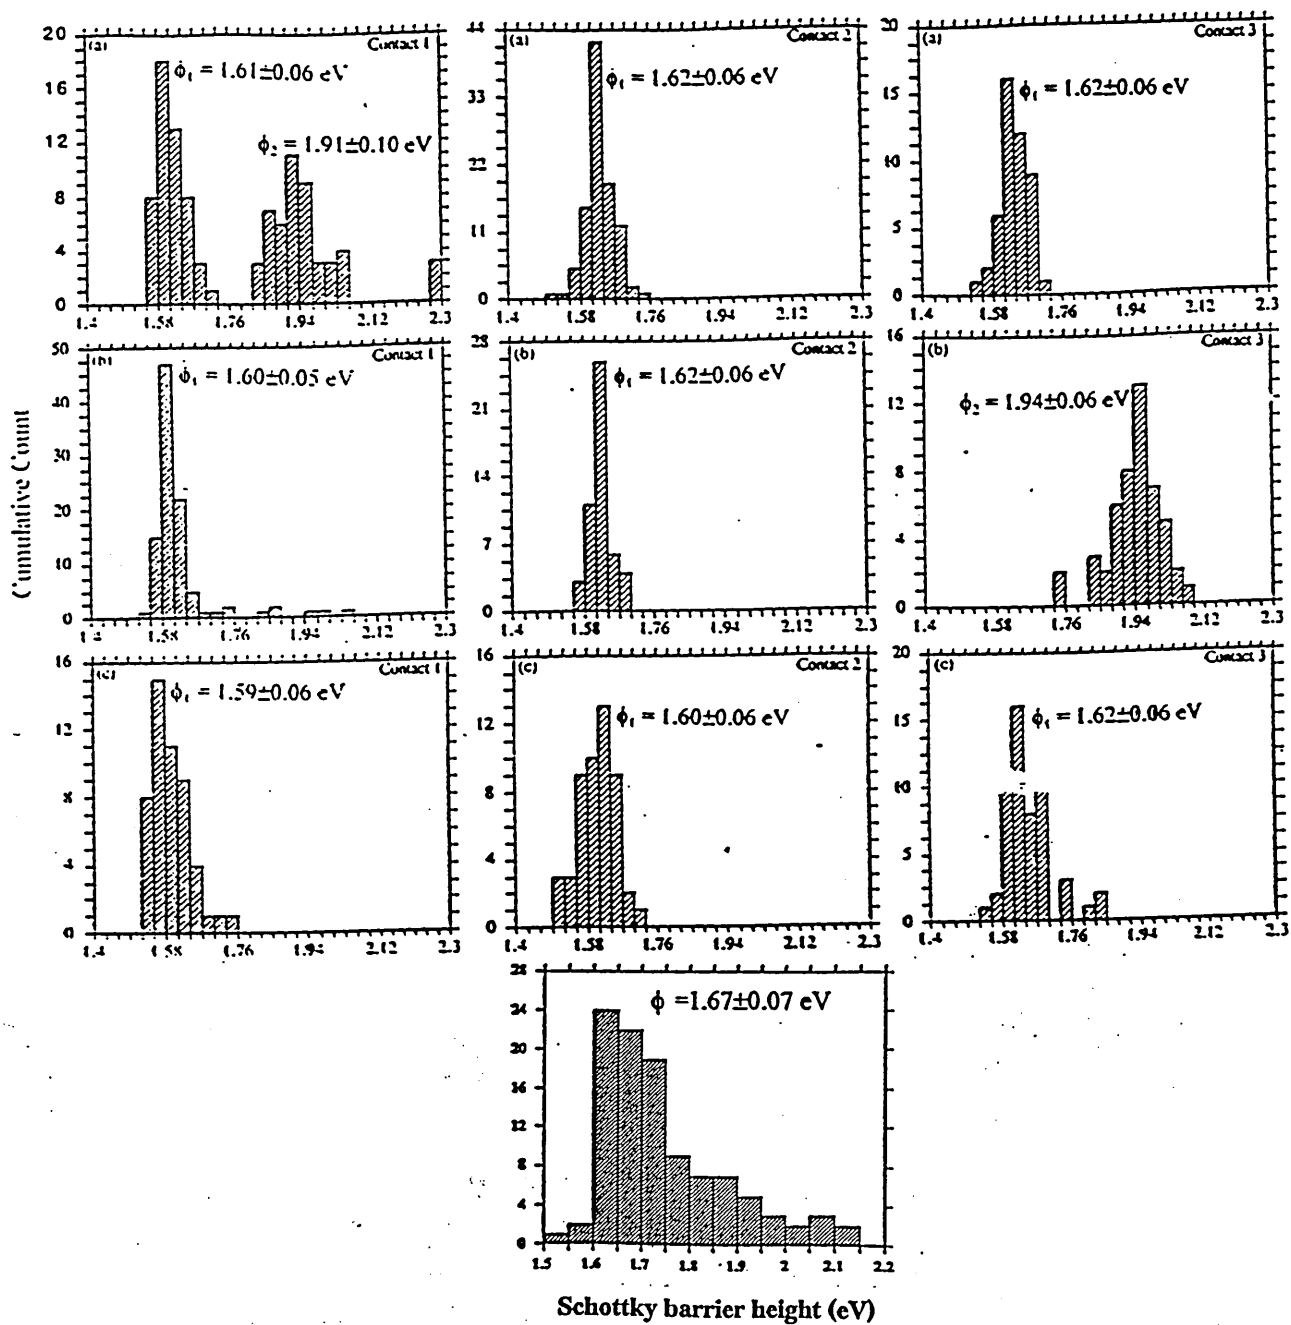 (a) Contact 1
ϕ₁ = 1.61±0.06 eV
ϕ₂ = 1.91±0.10 eV
20
18
16
12
8
4
0
1.4 1.58 1.76 1.94 2.12 2.3
(a) Contact 2
ϕ₁ = 1.62±0.06 eV
44
33
22
11
0
1.4 1.58 1.76 1.94 2.12 2.3
(a) Contact 3
ϕ₁ = 1.62±0.06 eV
20
15
10
5
0
1.4 1.58 1.76 1.94 2.12 2.3
Cumulative Count
(b) Contact 1
ϕ₁ = 1.60±0.05 eV
50
40
30
20
10
0
1.4 1.58 1.76 1.94 2.12 2.3
(b) Contact 2
ϕ₁ = 1.62±0.06 eV
28
21
14
7
0
1.4 1.58 1.76 1.94 2.12 2.3
(b) Contact 3
ϕ₂ = 1.94±0.06 eV
16
12
8
4
0
1.4 1.58 1.76 1.94 2.12 2.3
(c) Contact 1
ϕ₁ = 1.59±0.06 eV
16
12
8
4
0
1.4 1.58 1.76 1.94 2.12 2.3
(c) Contact 2
ϕ₁ = 1.60±0.06 eV
16
12
8
4
0
1.4 1.58 1.76 1.94 2.12 2.3
(c) Contact 3
ϕ₁ = 1.62±0.06 eV
20
15
10
5
0
1.4 1.58 1.76 1.94 2.12 2.3
ϕ =1.67±0.07 eV
28
24
20
16
12
8
4
0
1.5 1.6 1.7 1.8 1.9 2 2.1 2.2
Schottky barrier height (eV)